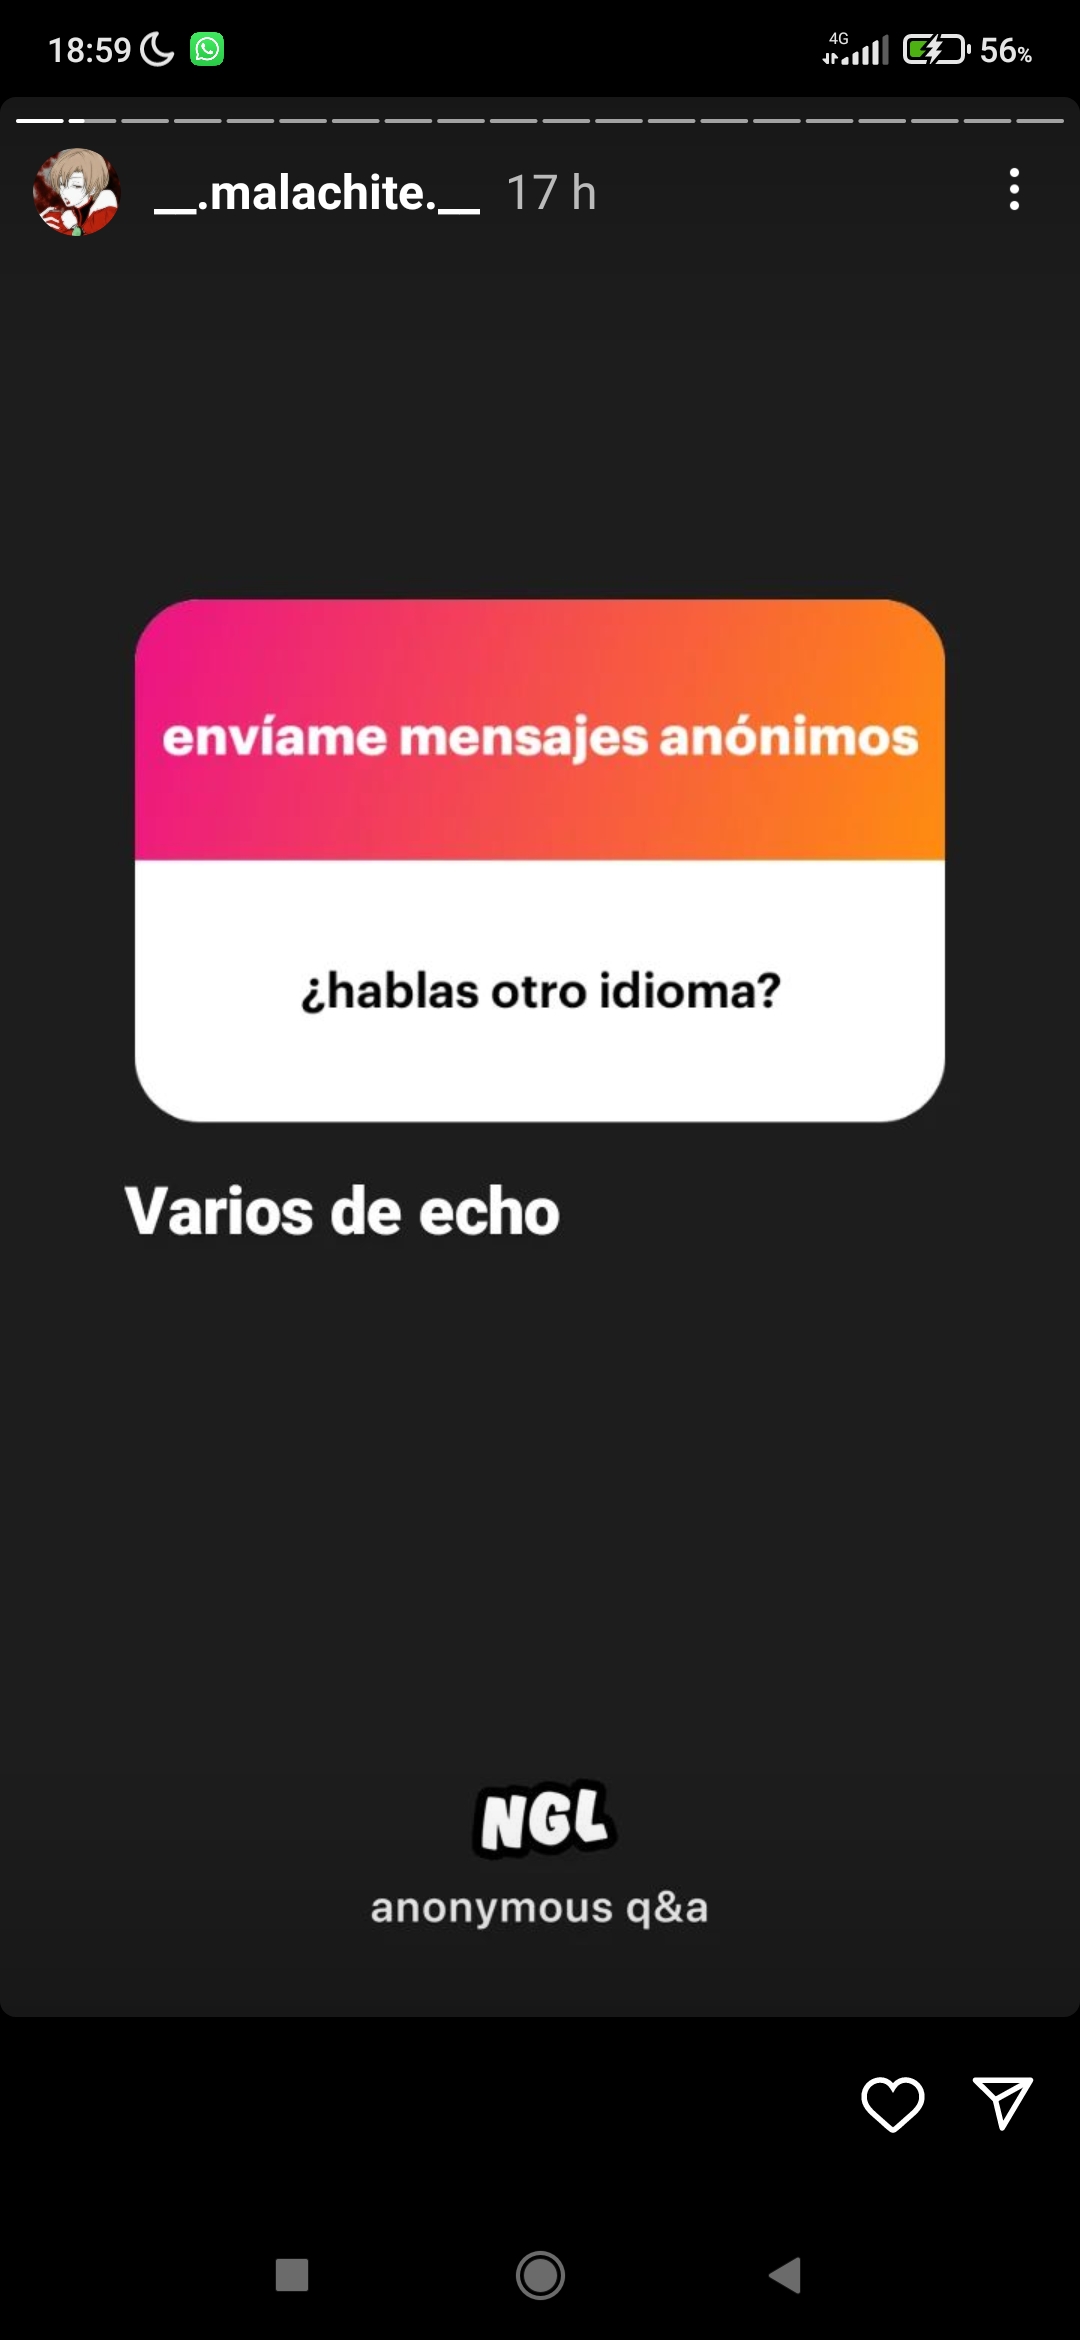 18:59
4G
56%
__.malachite.__ 17 h
envíame mensajes anónimos
¿hablas otro idioma?
Varios de echo
NGL
anonymous q&a